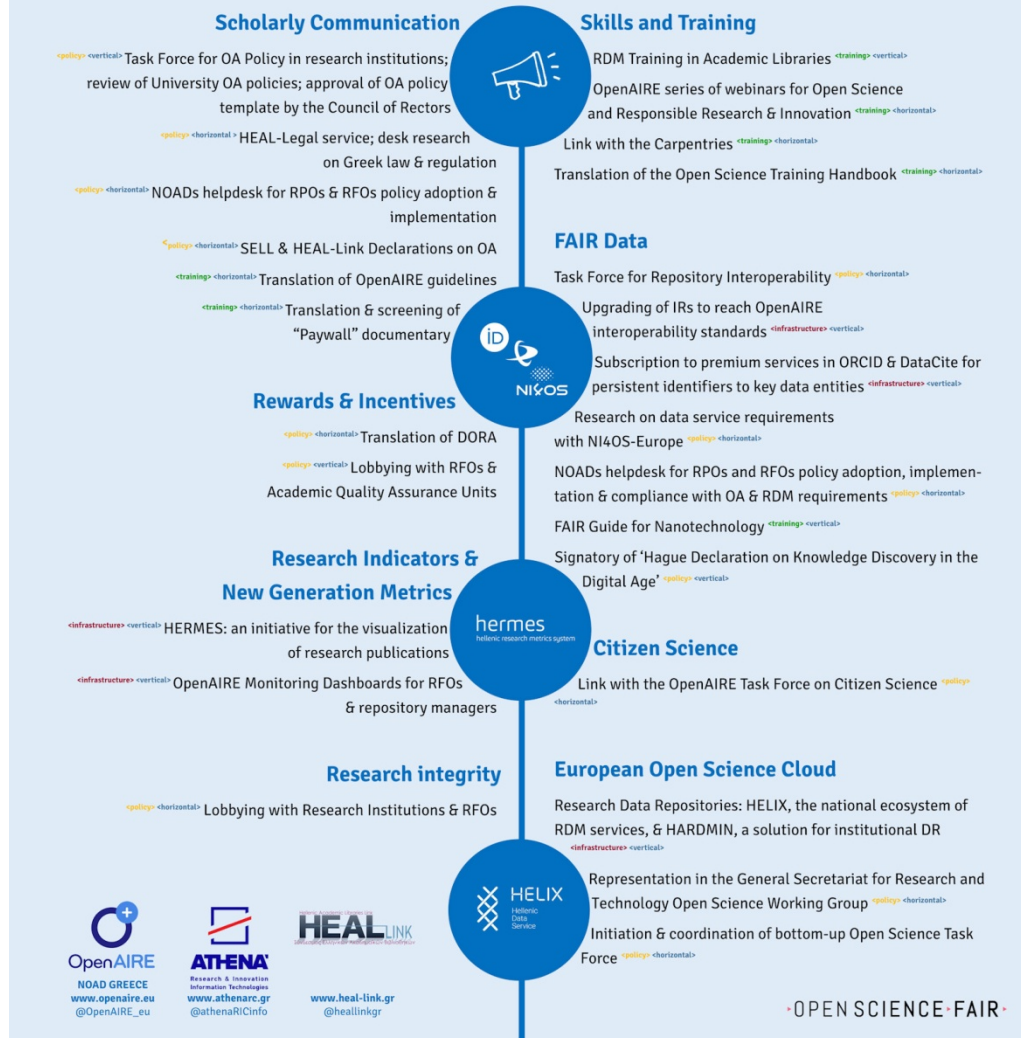 Scholarly Communication
<policy> <vertical> Task Force for OA Policy in research institutions;
review of University OA policies; approval of OA policy
template by the Council of Rectors
<policy> <horizontal > HEAL-Legal service; desk research
on Greek law & regulation
<policy> <horizontal> NOADs helpdesk for RPOs & RFOs policy adoption &
implementation
<policy> <horizontal> SELL & HEAL-Link Declarations on OA
<training> <horizontal> Translation of OpenAIRE guidelines
<training> <horizontal> Translation & screening of
“Paywall” documentary
Rewards & Incentives
<policy> <horizontal> Translation of DORA
<policy> <vertical> Lobbying with RFOs &
Academic Quality Assurance Units
Research Indicators &
New Generation Metrics
<infrastructure> <vertical> HERMES: an initiative for the visualization
of research publications
<infrastructure> <vertical> OpenAIRE Monitoring Dashboards for RFOs
& repository managers
Research integrity
<policy> <horizontal> Lobbying with Research Institutions & RFOs
Skills and Training
RDM Training in Academic Libraries <training> <vertical>
OpenAIRE series of webinars for Open Science
and Responsible Research & Innovation <training> <horizontal>
Link with the Carpentries <training> <horizontal>
Translation of the Open Science Training Handbook <training> <horizontal>
FAIR Data
Task Force for Repository Interoperability <policy> <horizontal>
Upgrading of IRs to reach OpenAIRE
interoperability standards <infrastructure> <vertical>
Subscription to premium services in ORCID & DataCite for
persistent identifiers to key data entities <infrastructure> <vertical>
Research on data service requirements
with NI4OS-Europe <policy> <horizontal>
NOADs helpdesk for RPOs and RFOs policy adoption, implemen-
tation & compliance with OA & RDM requirements <policy> <horizontal>
FAIR Guide for Nanotechnology <training> <vertical>
Signatory of ‘Hague Declaration on Knowledge Discovery in the
Digital Age’ <policy> <vertical>
Citizen Science
Link with the OpenAIRE Task Force on Citizen Science <policy>
<horizontal>
European Open Science Cloud
Research Data Repositories: HELIX, the national ecosystem of
RDM services, & HARDMIN, a solution for institutional DR
<infrastructure> <vertical>
Representation in the General Secretariat for Research and
Technology Open Science Working Group <policy> <horizontal>
Initiation & coordination of bottom-up Open Science Task
Force <policy> <horizontal>
iD
NI4OS
hermes
hellenic research metrics system
HELIX
Hellenic
Data
Service
OpenAIRE
NOAD GREECE
www.openaire.eu
@OpenAIRE_eu
ATHENA
Research & Innovation
Information Technologies
www.athenarc.gr
@athenaRICinfo
HEAL LINK
www.heal-link.gr
@heallinkgr
OPEN SCIENCE FAIR